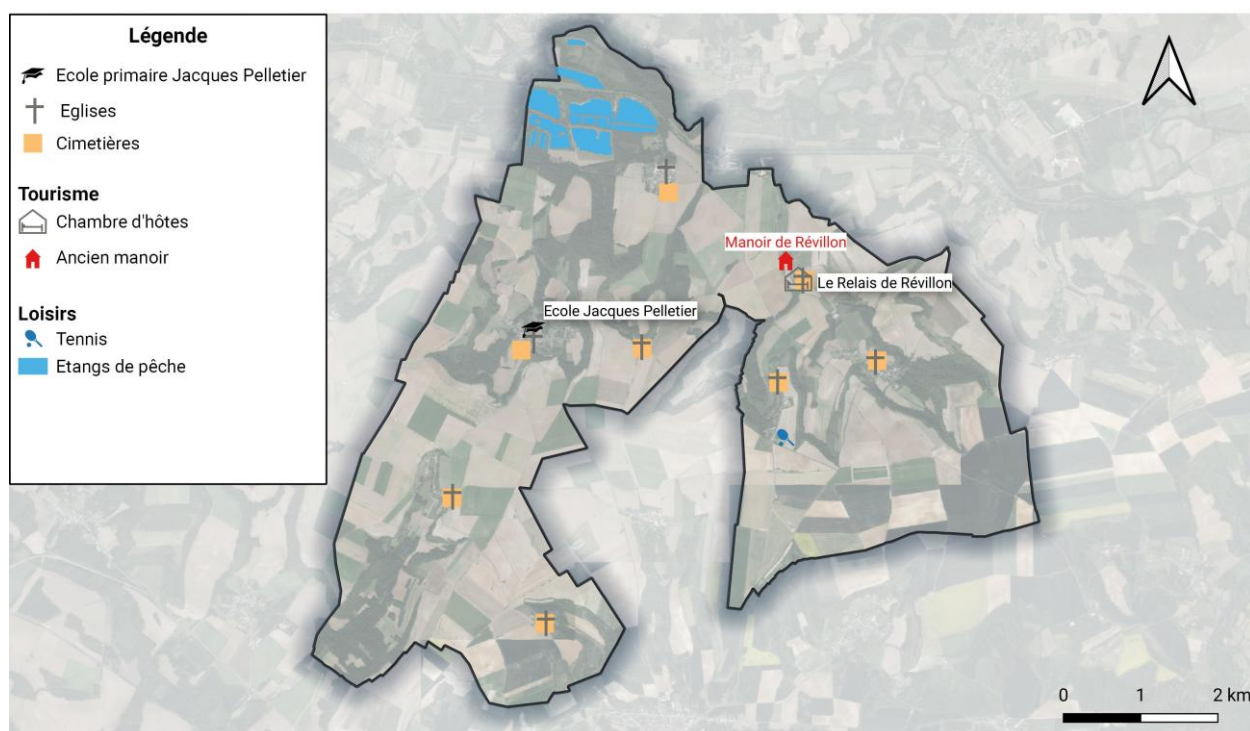 Légende
Ecole primaire Jacques Pelletier
Eglises
Cimetières
Tourisme
Chambre d'hôtes
Ancien manoir
Loisirs
Tennis
Etangs de pêche
Manoir de Révillon
Le Relais de Révillon
Ecole Jacques Pelletier
0 1 2 km